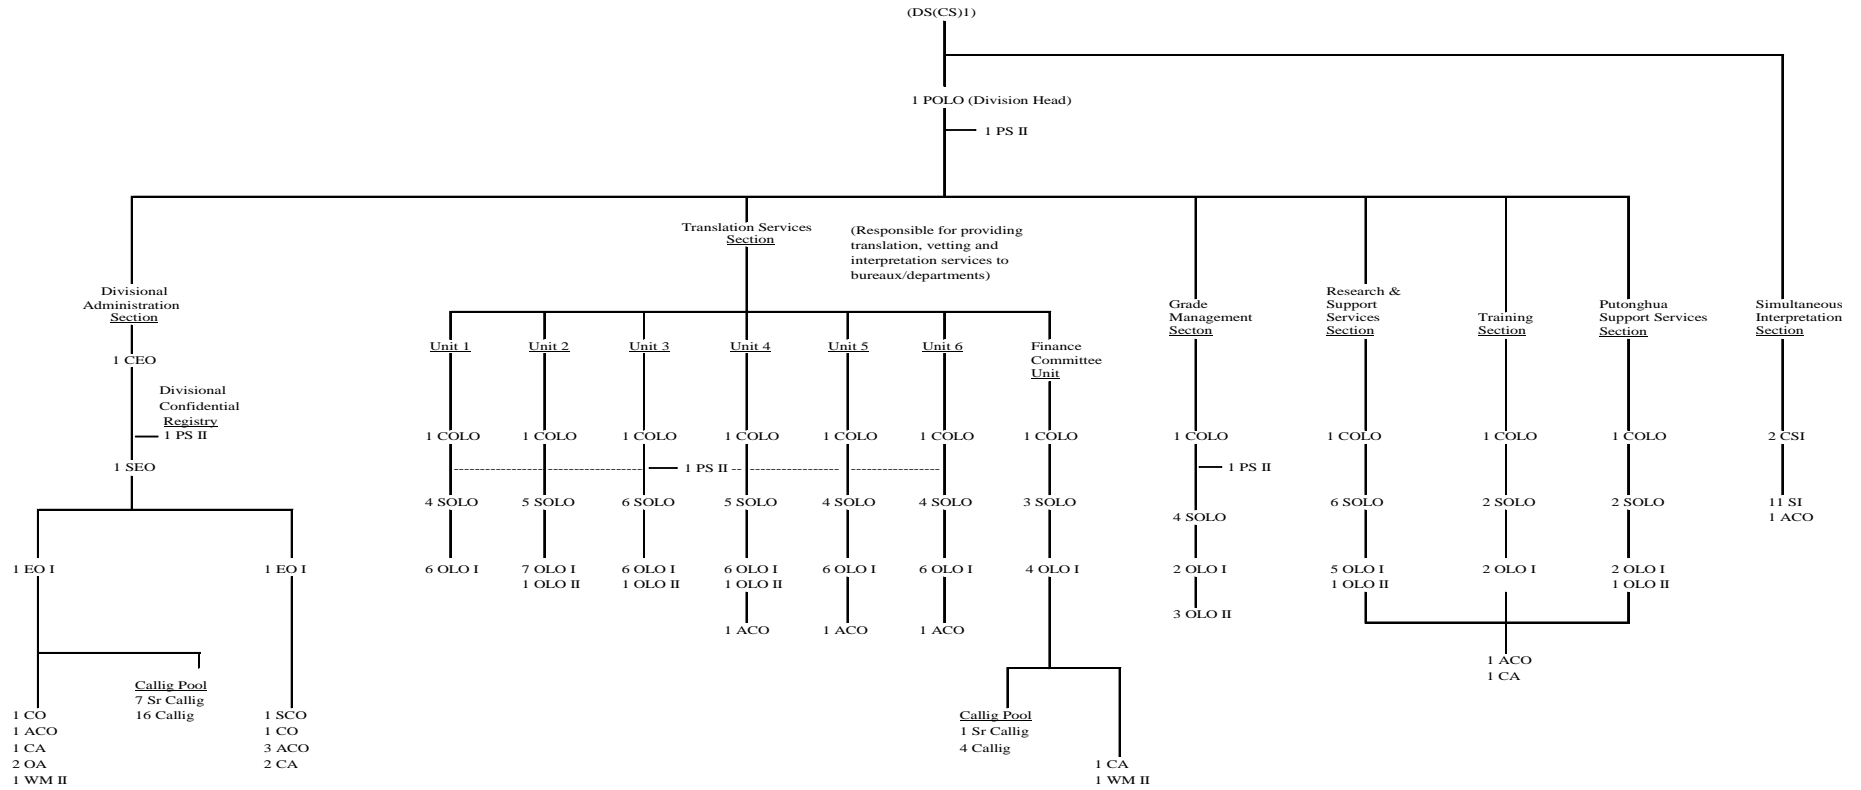 (DS(CS)1)
1 POLO (Division Head)
1 PS II
Divisional
Administration
Section
1 CEO
Divisional
Confidential
Registry
1 PS II
1 SEO
1 EO I
1 CO
1 ACO
1 CA
2 OA
1 WM II
Callig Pool
7 Sr Callig
16 Callig
1 EO I
1 SCO
1 CO
3 ACO
2 CA
Translation Services
Section
(Responsible for providing
translation, vetting and
interpretation services to
bureaux/departments)
Unit 1
1 COLO
4 SOLO
6 OLO I
Unit 2
1 COLO
5 SOLO
7 OLO I
1 OLO II
Unit 3
1 COLO
1 PS II
6 SOLO
6 OLO I
1 OLO II
Unit 4
1 COLO
5 SOLO
6 OLO I
1 OLO II
1 ACO
Unit 5
1 COLO
4 SOLO
6 OLO I
1 ACO
Unit 6
1 COLO
4 SOLO
6 OLO I
1 ACO
Finance
Committee
Unit
1 COLO
3 SOLO
4 OLO I
Callig Pool
1 Sr Callig
4 Callig
1 CA
1 WM II
Grade
Management
Secton
1 COLO
1 PS II
4 SOLO
2 OLO I
3 OLO II
Research &
Support
Services
Section
1 COLO
6 SOLO
5 OLO I
1 OLO II
Training
Section
1 COLO
2 SOLO
2 OLO I
Putonghua
Support Services
Section
1 COLO
2 SOLO
2 OLO I
1 OLO II
1 ACO
1 CA
Simultaneous
Interpretation
Section
2 CSI
11 SI
1 ACO